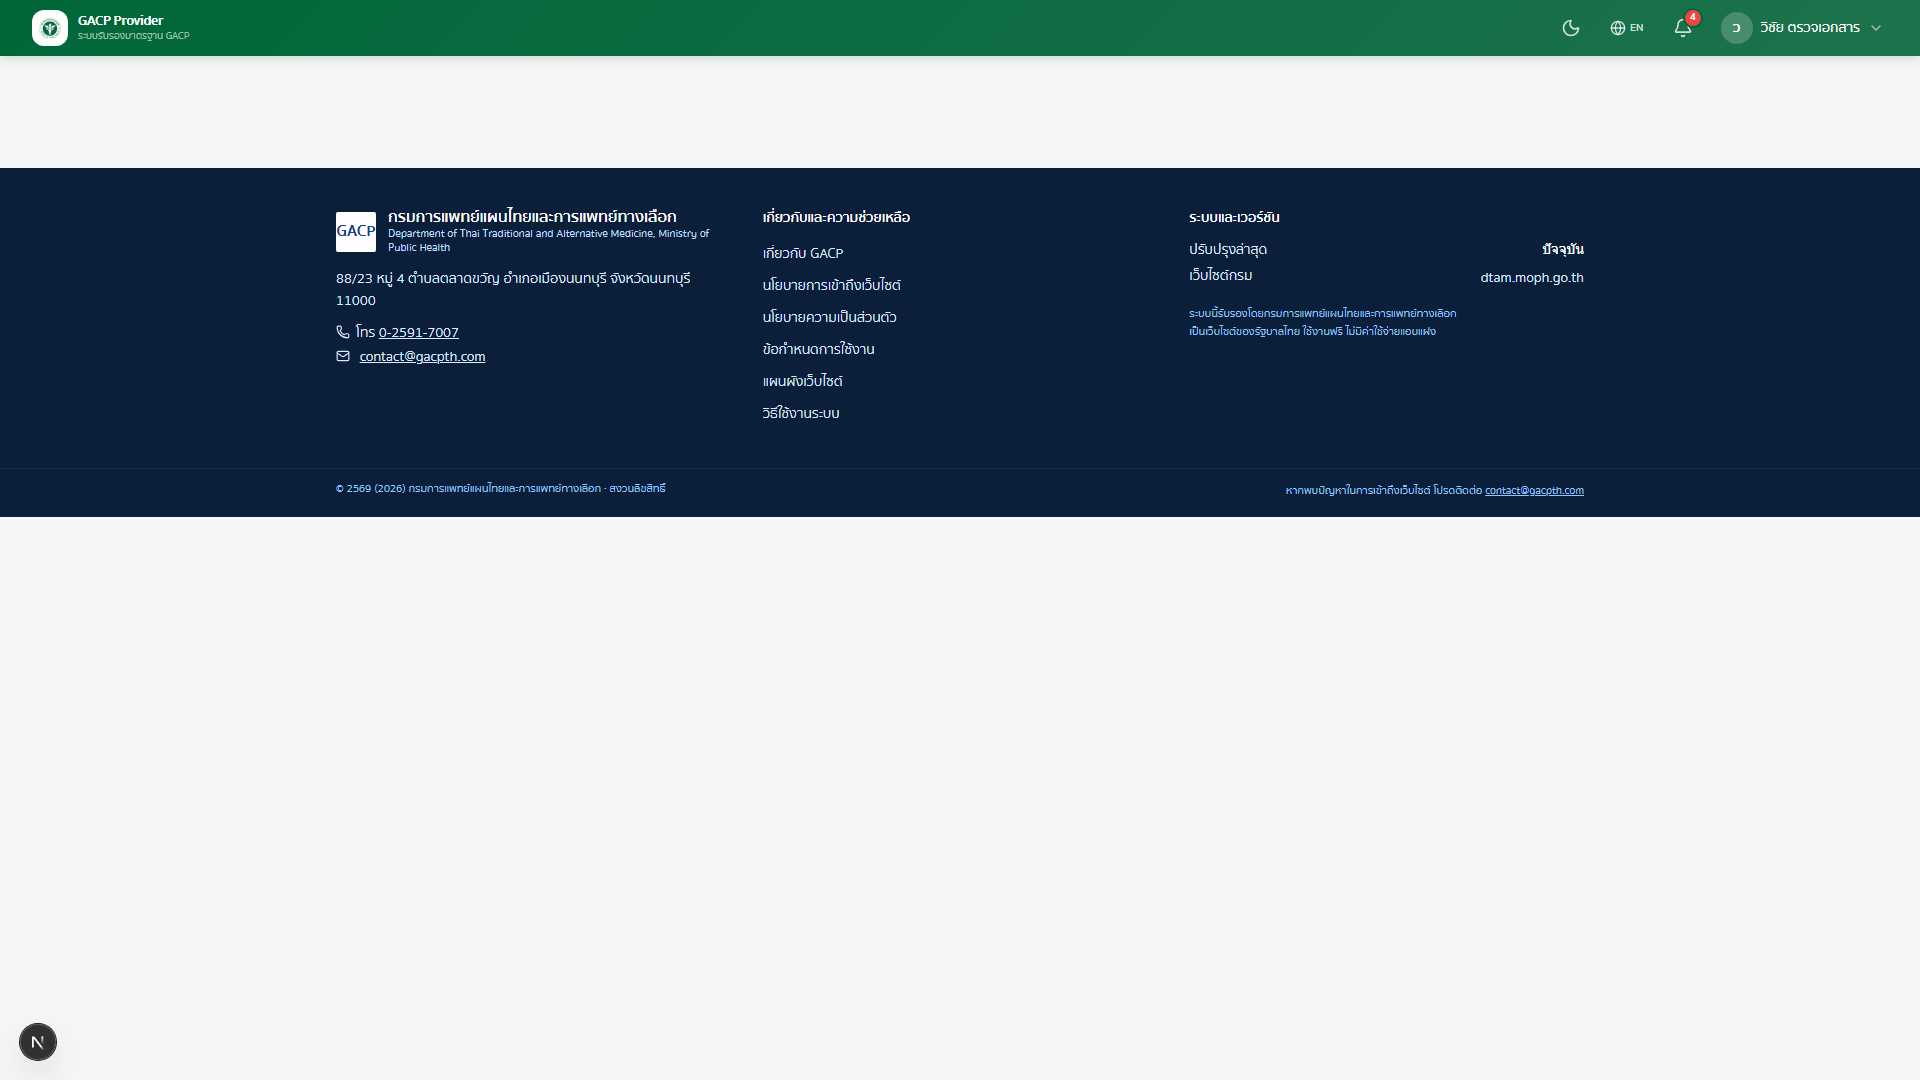 GACP Provider
ระบบรับรองมาตรฐาน GACP
EN
4
ว
วิชัย ตรวจเอกสาร
GACP
กรมการแพทย์แผนไทยและการแพทย์ทางเลือก
Department of Thai Traditional and Alternative Medicine, Ministry of
Public Health
88/23 หมู่ 4 ตำบลตลาดขวัญ อำเภอเมืองนนทบุรี จังหวัดนนทบุรี
11000
โทร 0-2591-7007
contact@gacpth.com
เกี่ยวกับและความช่วยเหลือ
เกี่ยวกับ GACP
นโยบายการเข้าถึงเว็บไซต์
นโยบายความเป็นส่วนตัว
ข้อกำหนดการใช้งาน
แผนผังเว็บไซต์
วิธีใช้งานระบบ
ระบบและเวอร์ชัน
ปรับปรุงล่าสุด ปัจจุบัน
เว็บไซต์กรม dtam.moph.go.th
ระบบนี้รับรองโดยกรมการแพทย์แผนไทยและการแพทย์ทางเลือก
เป็นเว็บไซต์ของรัฐบาลไทย ใช้งานฟรี ไม่มีค่าใช้จ่ายแอบแฝง
© 2569 (2026) กรมการแพทย์แผนไทยและการแพทย์ทางเลือก · สงวนลิขสิทธิ์
หากพบปัญหาในการเข้าถึงเว็บไซต์ โปรดติดต่อ contact@gacpth.com
N